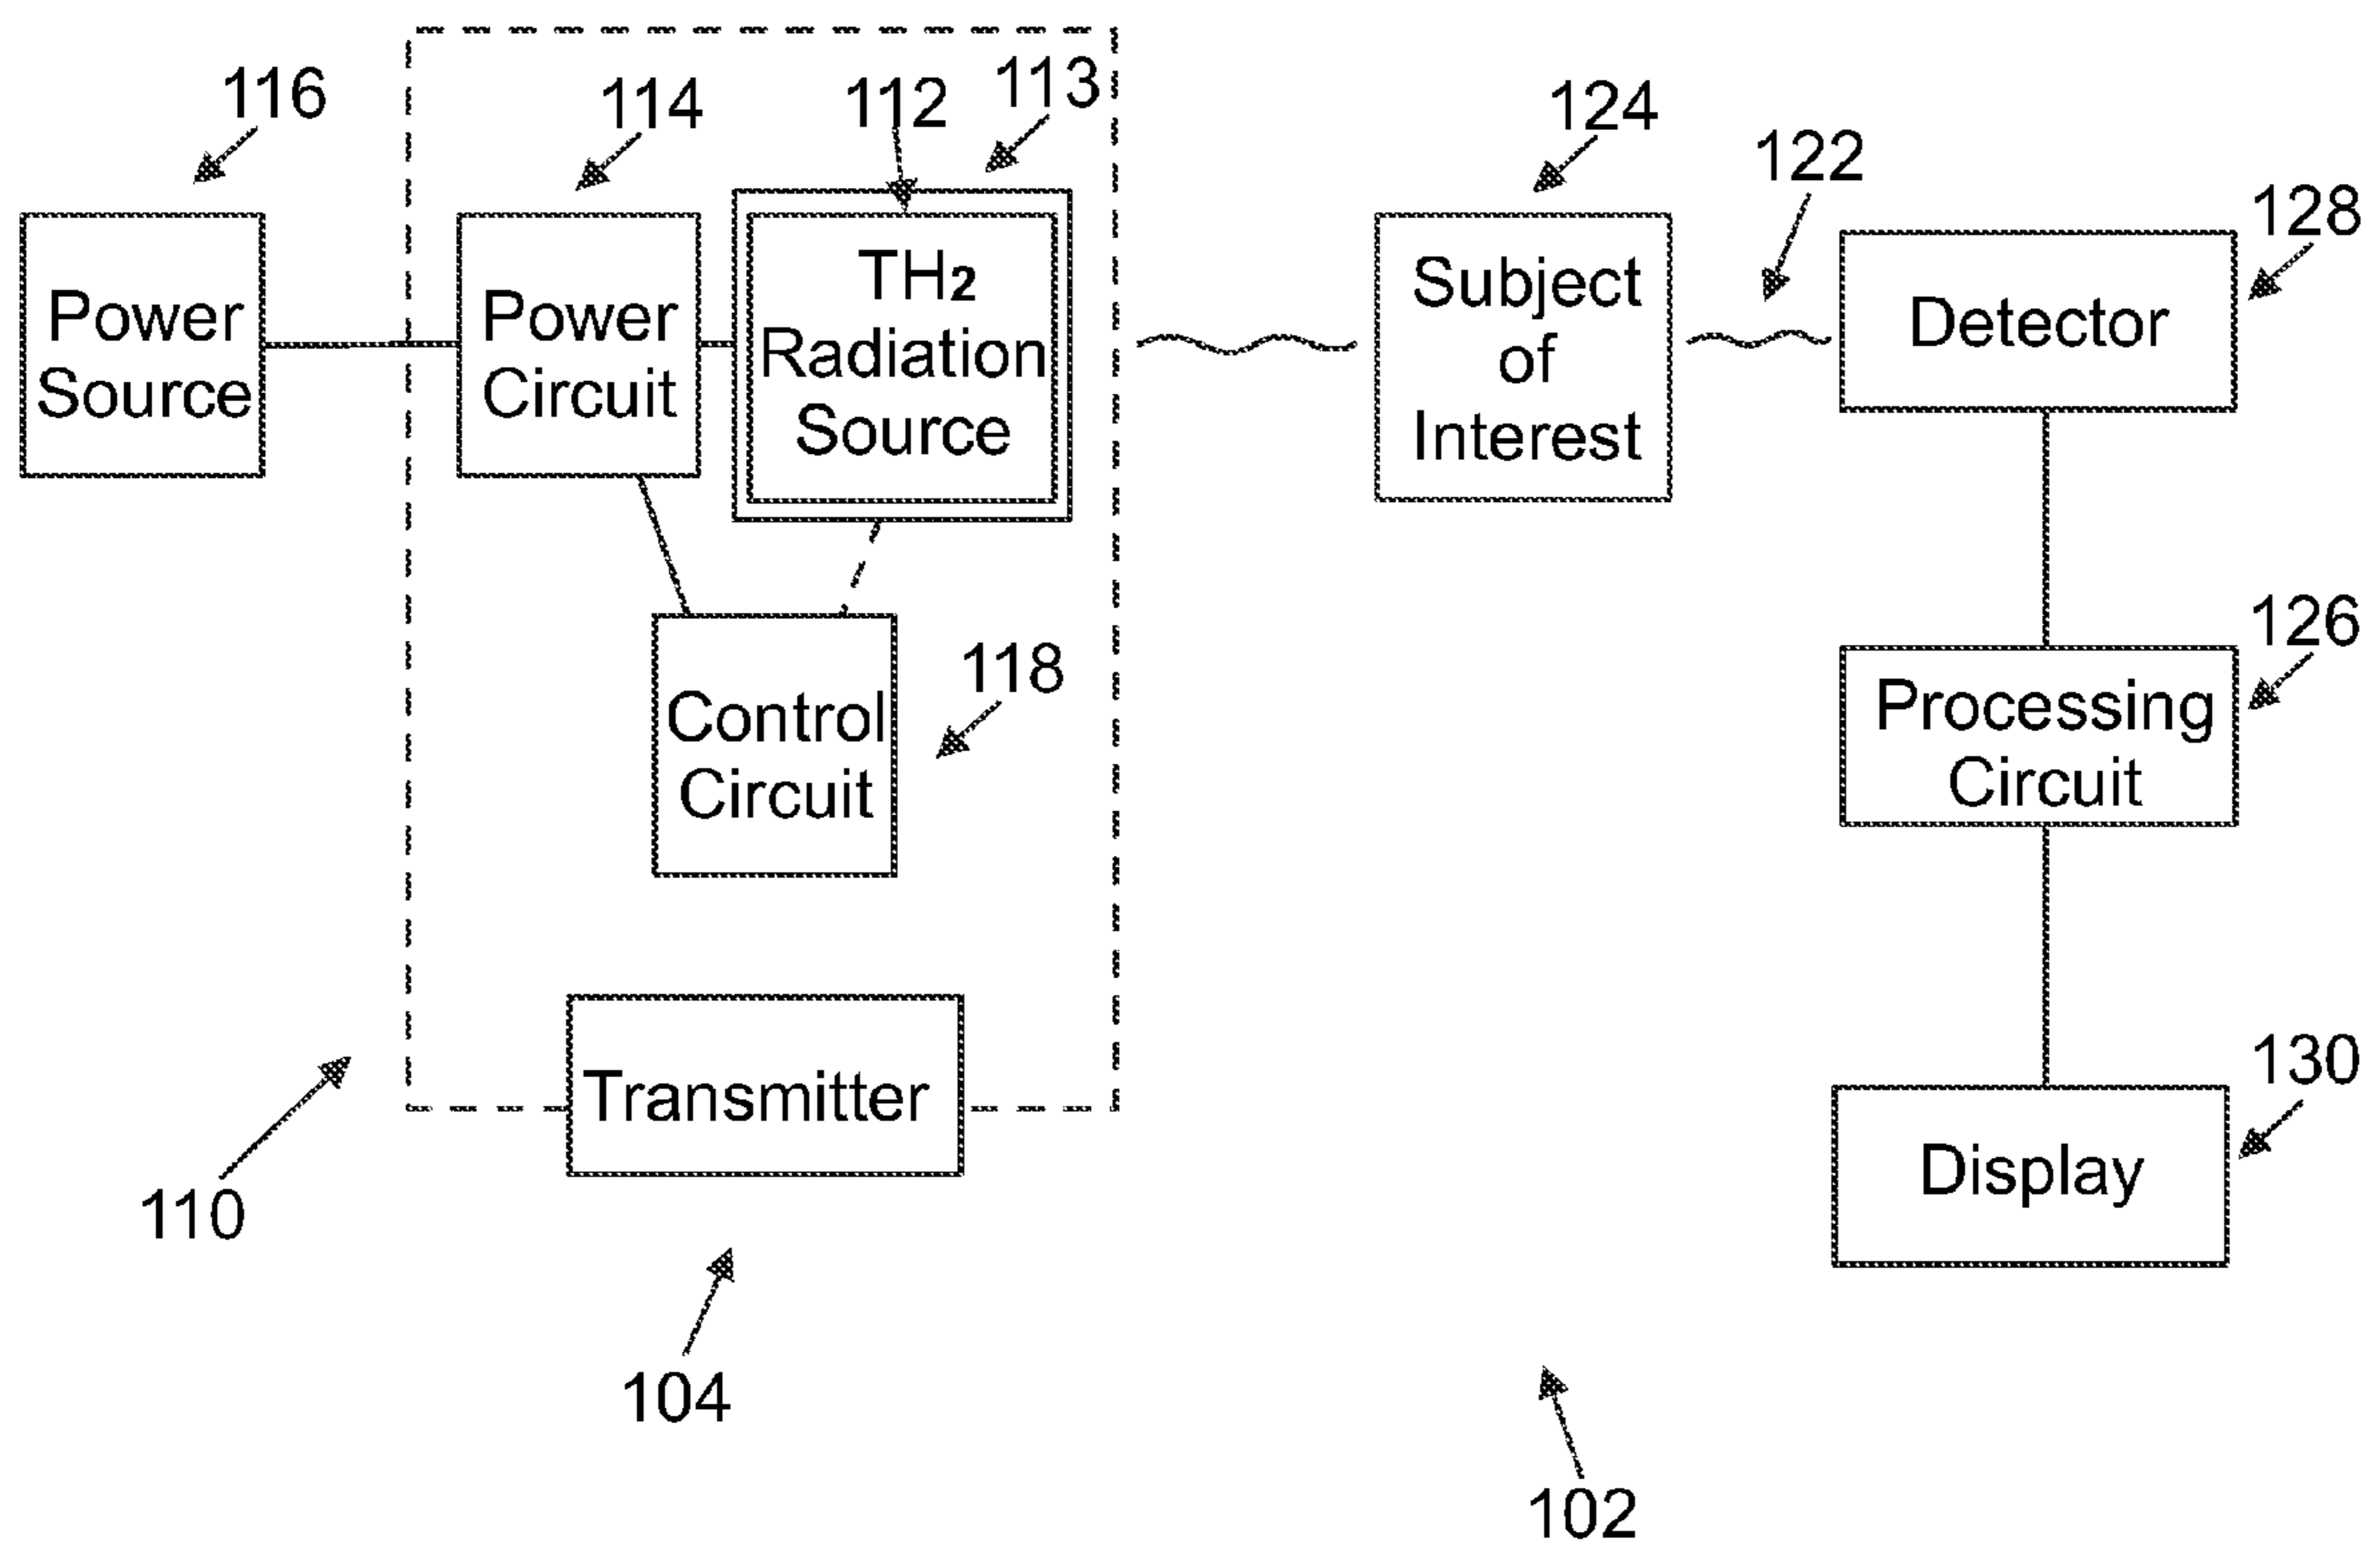 116
114
112
113
124
122
128
Power
Source
Power
Circuit
TH2
Radiation
Source
Subject
of
Interest
Detector
118
Control
Circuit
126
Processing
Circuit
Transmitter
130
Display
110
104
102